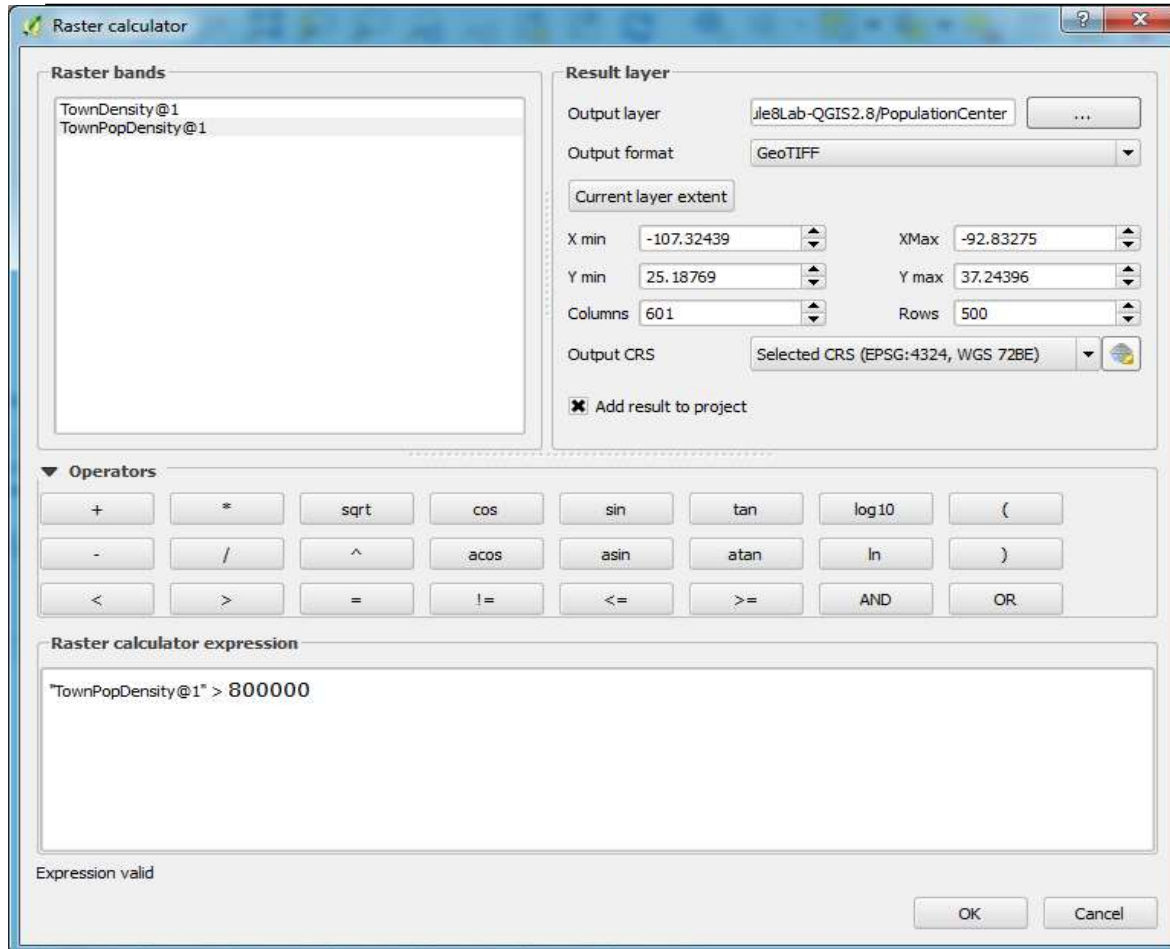 Raster calculator
Raster bands
TownDensity@1
TownPopDensity@1
Result layer
Output layer ule8Lab-QGIS2.8/PopulationCenter ...
Output format GeoTIFF
Current layer extent
X min -107.32439 XMax -92.83275
Y min 25.18769 Y max 37.24396
Columns 601 Rows 500
Output CRS Selected CRS (EPSG:4324, WGS 72BE)
Add result to project
Operators
+ * sqrt cos sin tan log10 (
- / ^ acos asin atan ln )
< > = != <= >= AND OR
Raster calculator expression
"TownPopDensity@1" > 800000
Expression valid
OK Cancel